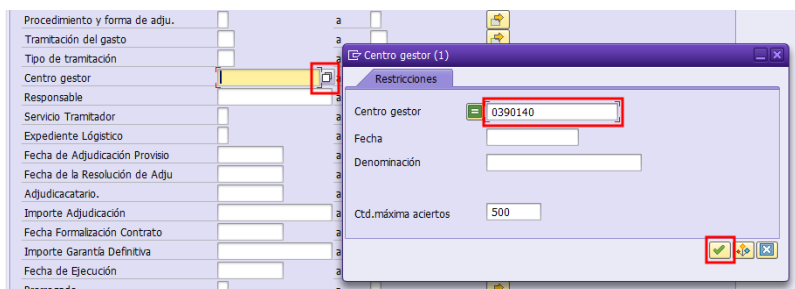 Procedimiento y forma de adju. a
Tramitación del gasto a
Tipo de tramitación a
Centro gestor a
Responsable a
Servicio Tramitador a
Expediente Lógistico a
Fecha de Adjudicación Provisio a
Fecha de la Resolución de Adju a
Adjudicacatario. a
Importe Adjudicación a
Fecha Formalización Contrato a
Importe Garantía Definitiva a
Fecha de Ejecución a
Centro gestor (1)
Restricciones
Centro gestor 0390140
Fecha
Denominación
Ctd.máxima aciertos 500